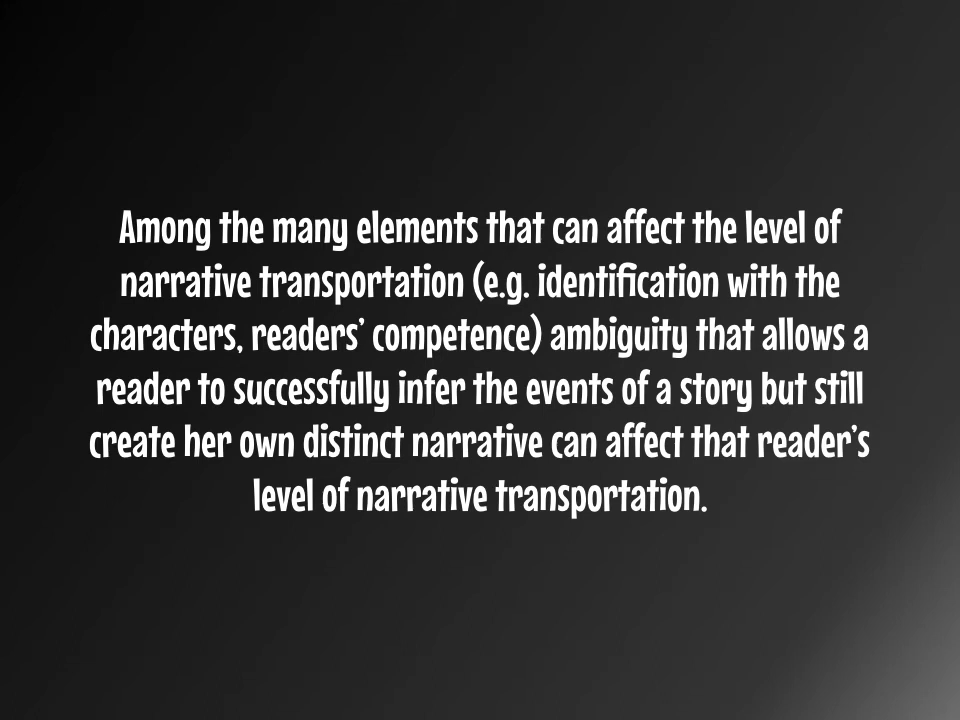 Among the many elements that can affect the level of
narrative transportation (e.g. identification with the
characters, readers’ competence) ambiguity that allows a
reader to successfully infer the events of a story but still
create her own distinct narrative can affect that reader’s
level of narrative transportation.